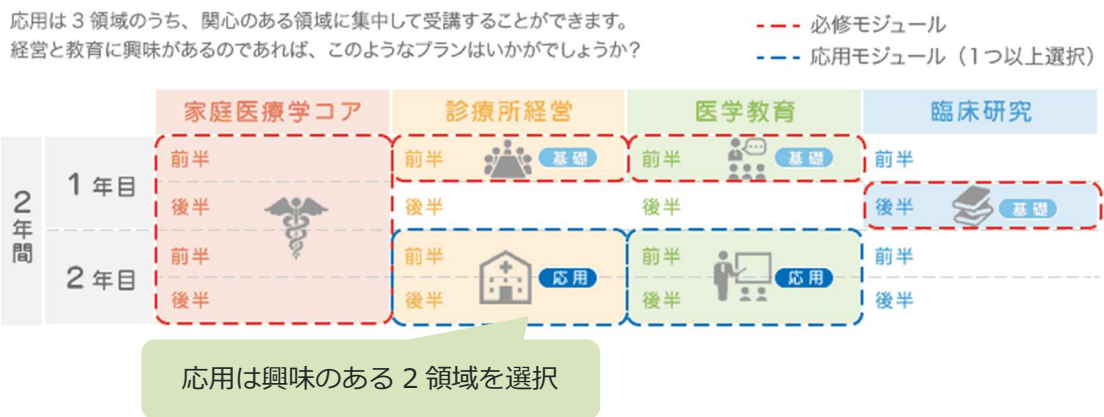 応用は3領域のうち、関心のある領域に集中して受講することができます。
経営と教育に興味があるのであれば、このようなプランはいかがでしょうか?
必修モジュール
応用モジュール(1つ以上選択)
家庭医療学コア 診療所経営 医学教育 臨床研究
2年間
1年目
前半 前半 基礎 前半 基礎 前半
後半 後半 後半 後半 基礎
2年目
前半 前半 応用 前半 応用 前半
後半 後半 後半 後半
応用は興味のある2領域を選択